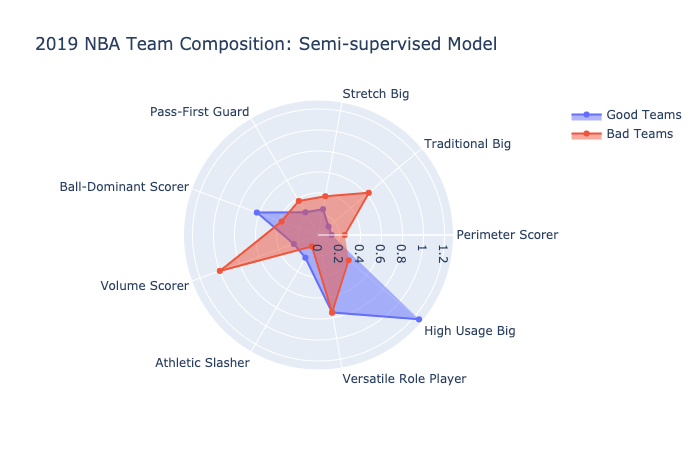 2019 NBA Team Composition: Semi-supervised Model
Stretch Big
Pass-First Guard
Good Teams
Bad Teams
Traditional Big
Ball-Dominant Scorer
Perimeter Scorer
0
0.2
0.4
0.6
0.8
1
1.2
Volume Scorer
High Usage Big
Athletic Slasher
Versatile Role Player